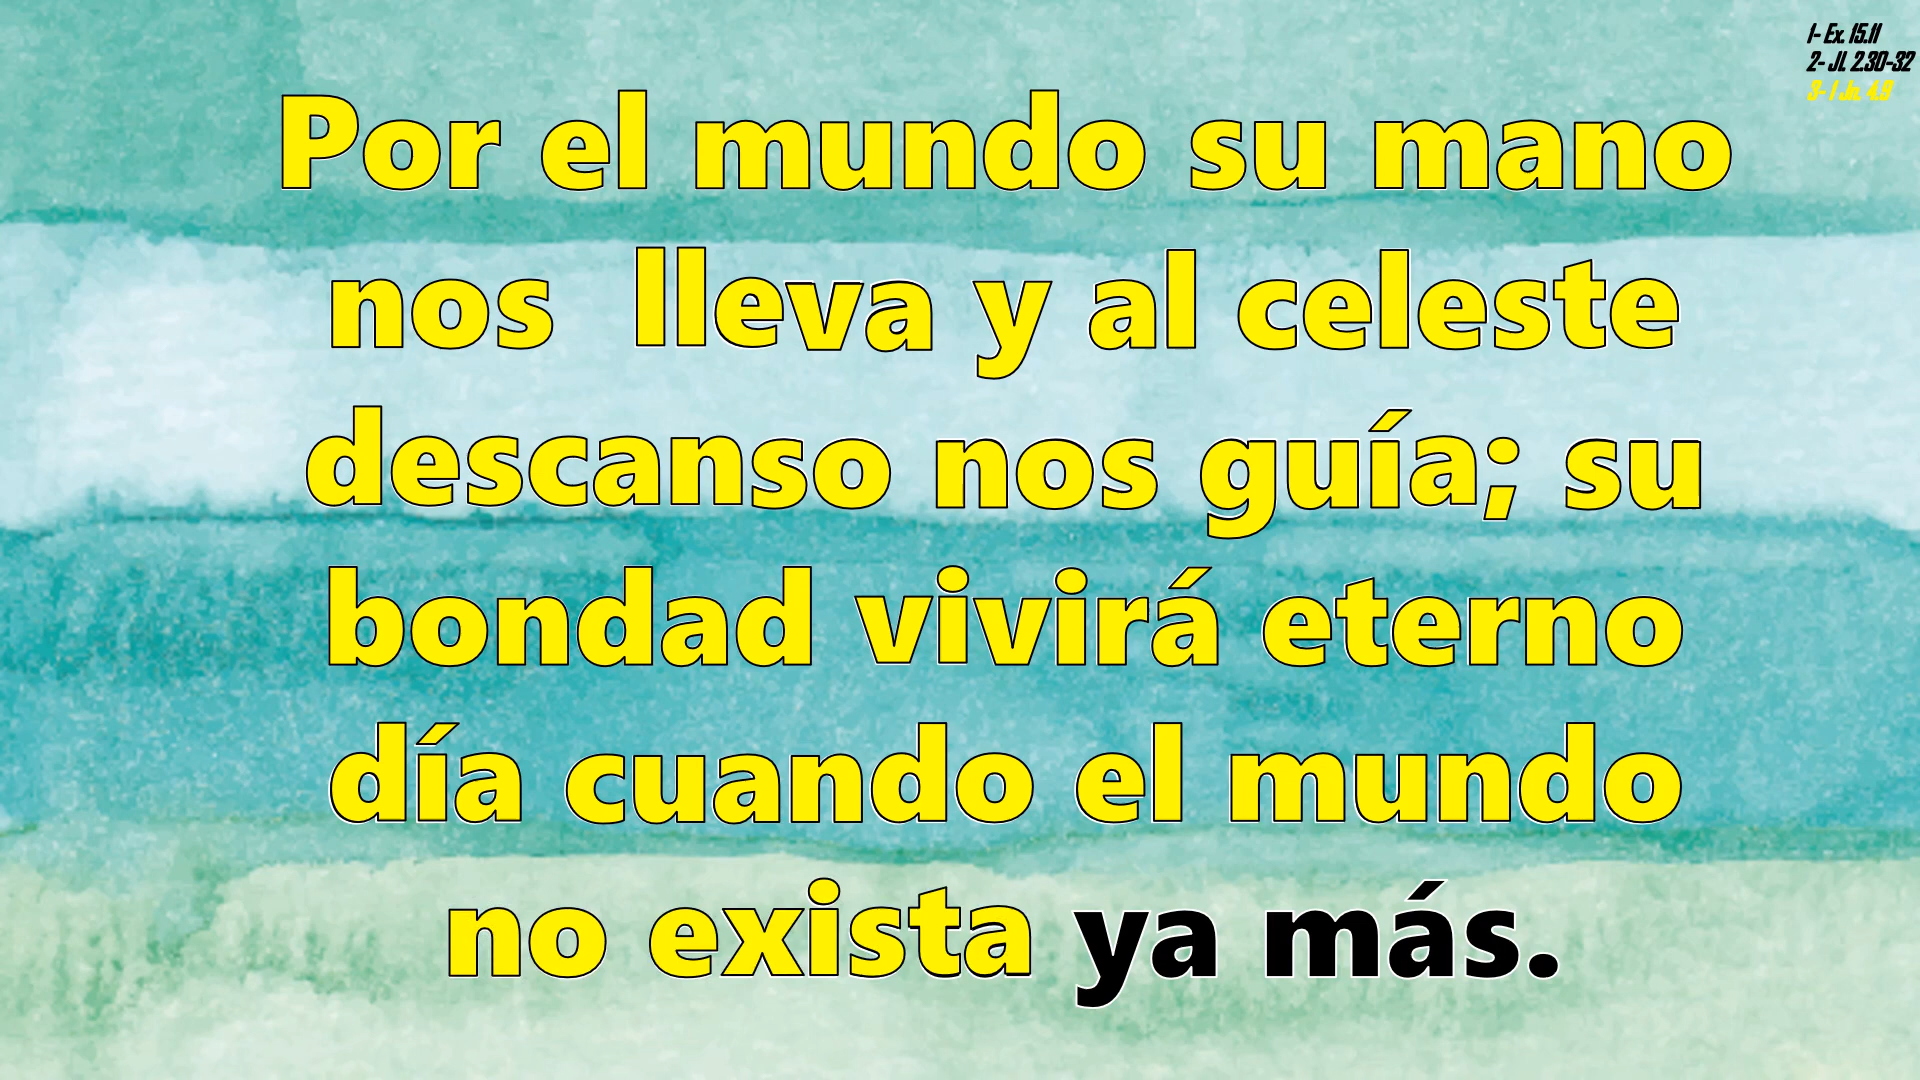 1- Ex. 15.11
2- Jl. 2.30-32
3- 1 Jn. 4.9
Por el mundo su mano
nos lleva y al celeste
descanso nos guía; su
bondad vivirá eterno
día cuando el mundo
no exista ya más.